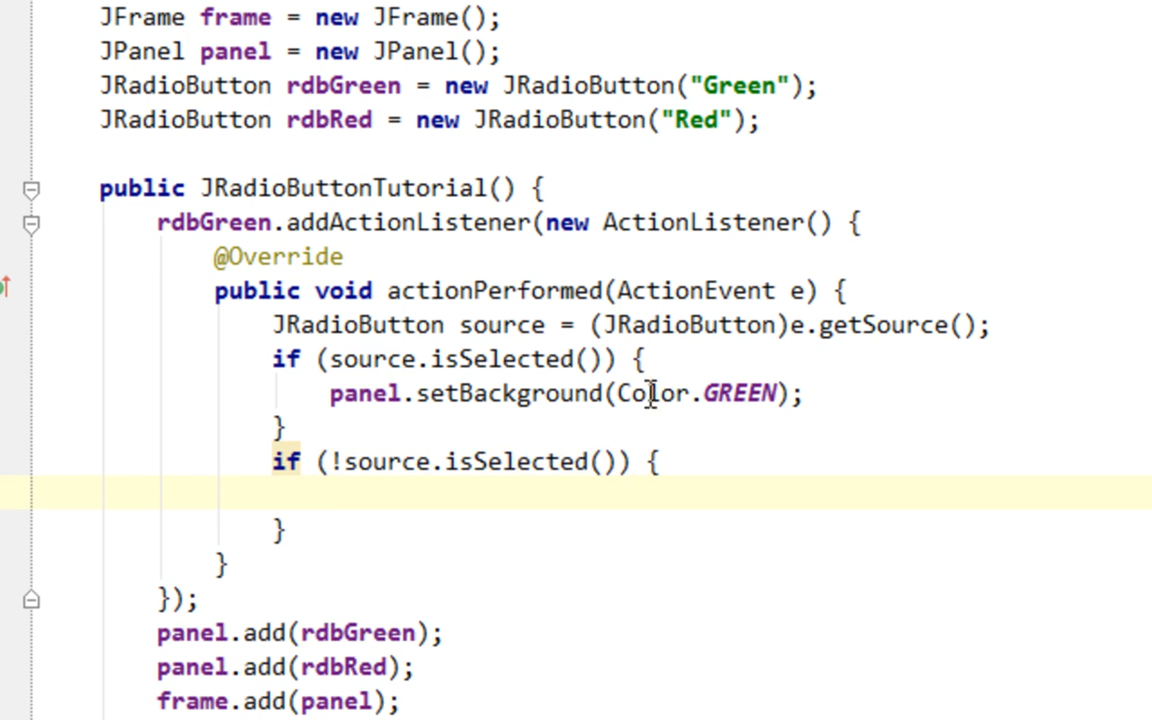 JFrame frame = new JFrame();
JPanel panel = new JPanel();
JRadioButton rdbGreen = new JRadioButton("Green");
JRadioButton rdbRed = new JRadioButton("Red");
public JRadioButtonTutorial() {
rdbGreen.addActionListener(new ActionListener() {
@Override
public void actionPerformed(ActionEvent e) {
JRadioButton source = (JRadioButton)e.getSource();
if (source.isSelected()) {
panel.setBackground(Color.GREEN);
}
if (!source.isSelected()) {
}
}
});
panel.add(rdbGreen);
panel.add(rdbRed);
frame.add(panel);